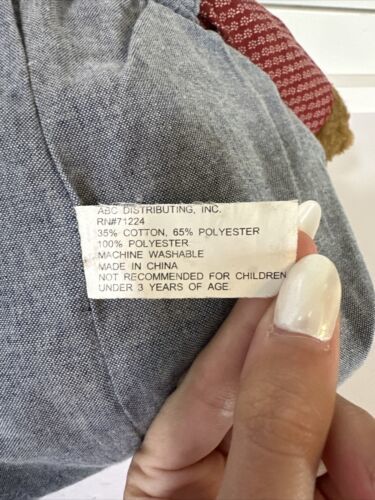 ABC DISTRIBUTING, INC.
RN#71224
35% COTTON, 65% POLYESTER
100% POLYESTER
MACHINE WASHABLE
MADE IN CHINA
NOT RECOMMENDED FOR CHILDREN
UNDER 3 YEARS OF AGE.